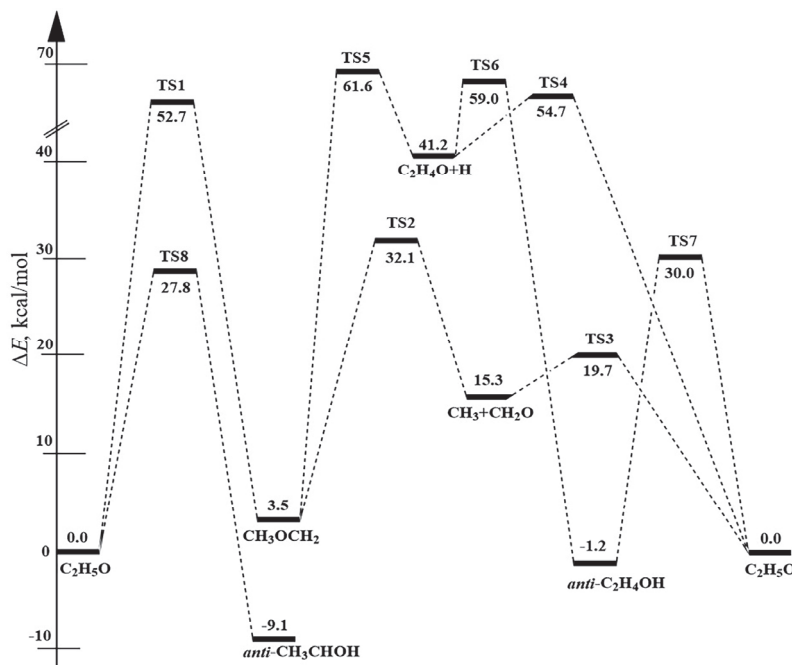 70
40
30
20
10
0
-10
ΔE, kcal/mol
TS1
52.7
TS8
27.8
TS5
61.6
TS6
59.0
TS4
54.7
41.2
C₂H₄O+H
TS2
32.1
TS7
30.0
TS3
19.7
15.3
CH₃+CH₂O
3.5
CH₃OCH₂
0.0
C₂H₅O
-9.1
anti-CH₃CHOH
-1.2
anti-C₂H₄OH
0.0
C₂H₅O